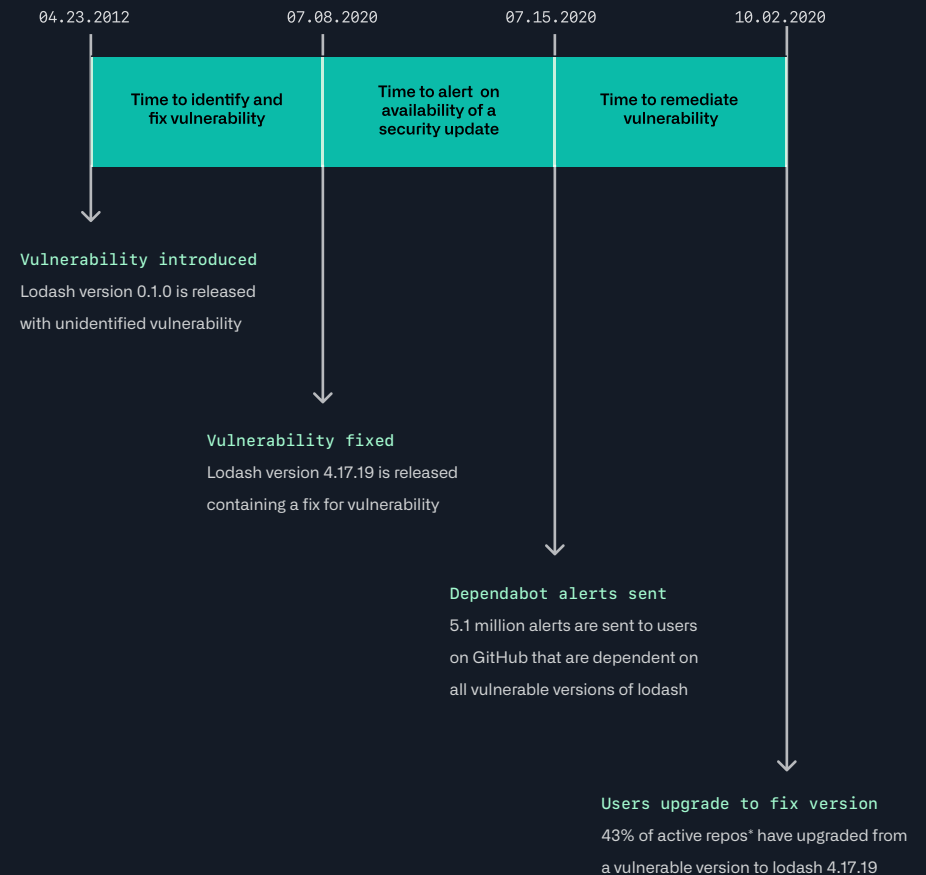 04.23.2012
07.08.2020
07.15.2020
10.02.2020
Time to identify and
fix vulnerability
Time to alert on
availability of a
security update
Time to remediate
vulnerability
Vulnerability introduced
Lodash version 0.1.0 is released
with unidentified vulnerability
Vulnerability fixed
Lodash version 4.17.19 is released
containing a fix for vulnerability
Dependabot alerts sent
5.1 million alerts are sent to users
on GitHub that are dependent on
all vulnerable versions of lodash
Users upgrade to fix version
43% of active repos* have upgraded from
a vulnerable version to lodash 4.17.19